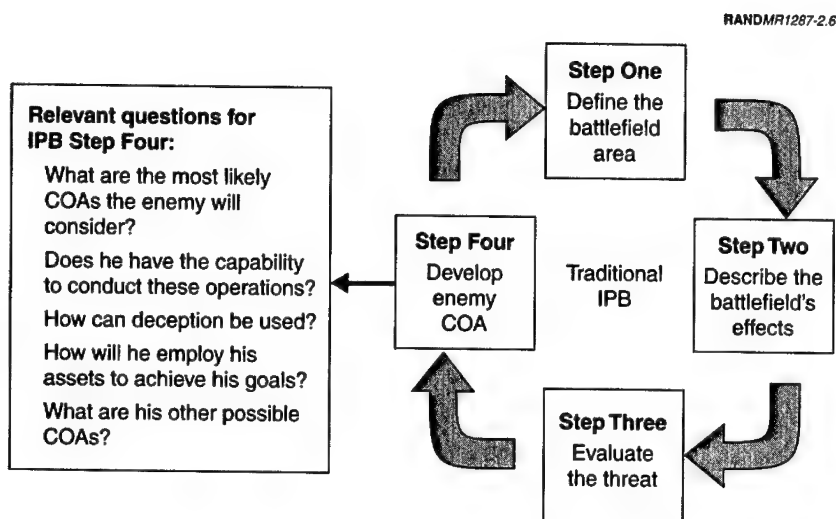 RANDMR1287-2.6
Relevant questions for
IPB Step Four:
What are the most likely
COAs the enemy will
consider?
Does he have the capability
to conduct these operations?
How can deception be used?
How will he employ his
assets to achieve his goals?
What are his other possible
COAs?
Step One
Define the
battlefield
area
Step Two
Describe the
battlefield's
effects
Step Three
Evaluate
the threat
Step Four
Develop
enemy
COA
Traditional
IPB